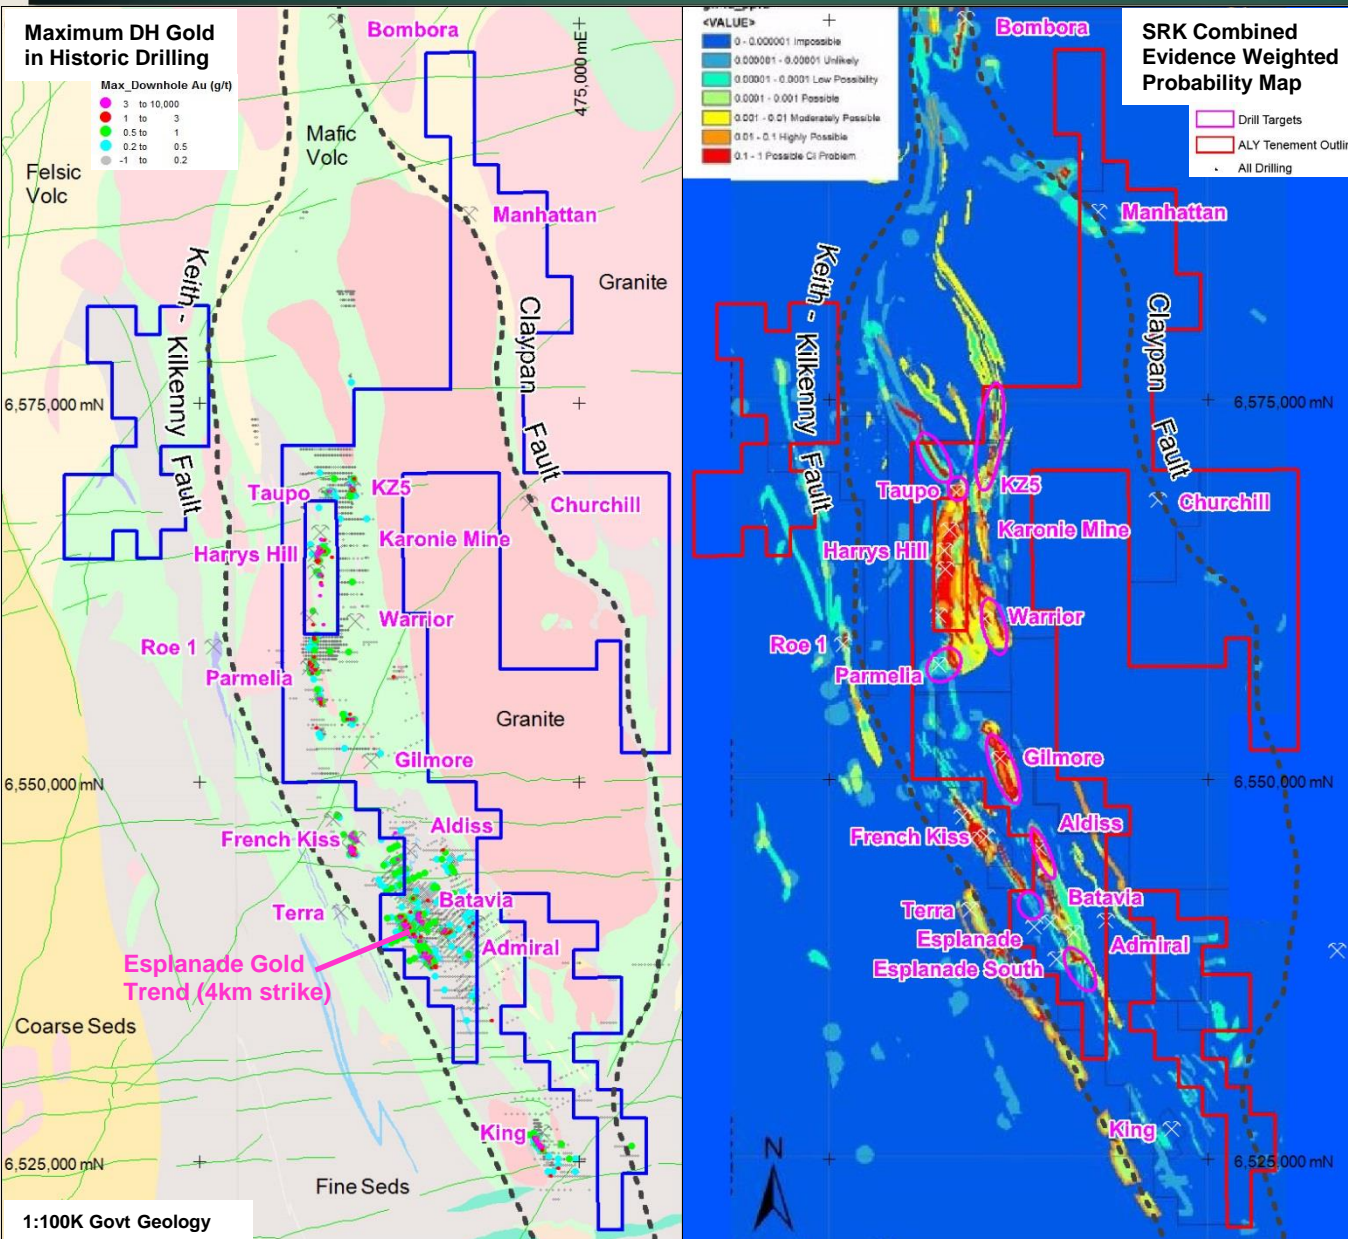 Maximum DH Gold
in Historic Drilling
Max_Downhole Au (g/t)
3 to 10,000
1 to 3
0.5 to 1
0.2 to 0.5
-1 to 0.2
Bombora
475,000mE
Mafic
Volc
Felsic
Volc
Manhattan
Granite
Keith - Kilkenny Fault
Claypan Fault
6,575,000 mN
Taupo
KZ5
Churchill
Karonie Mine
Harrys Hill
Warrior
Roe 1
Parmelia
Granite
Gilmore
6,550,000 mN
Aldiss
French Kiss
Batavia
Terra
Admiral
Esplanade Gold
Trend (4km strike)
Coarse Seds
King
6,525,000 mN
Fine Seds
1:100K Govt Geology
<VALUE>
0 - 0.000001 Impossible
0.000001 - 0.00001 Unlikely
0.00001 - 0.0001 Low Possibility
0.0001 - 0.001 Possible
0.001 - 0.01 Moderately Possible
0.01 - 0.1 Highly Possible
0.1 - 1 Possible CI Problem
Bombora
SRK Combined
Evidence Weighted
Probability Map
Drill Targets
ALY Tenement Outlin
All Drilling
Manhattan
Keith - Kilkenny Fault
Claypan Fault
6,575,000 mN
Taupo
KZ5
Churchill
Karonie Mine
Harrys Hill
Warrior
Roe 1
Parmelia
Gilmore
6,550,000 mN
Aldiss
French Kiss
Batavia
Terra
Esplanade
Admiral
Esplanade South
King
N
6,525,000 mN